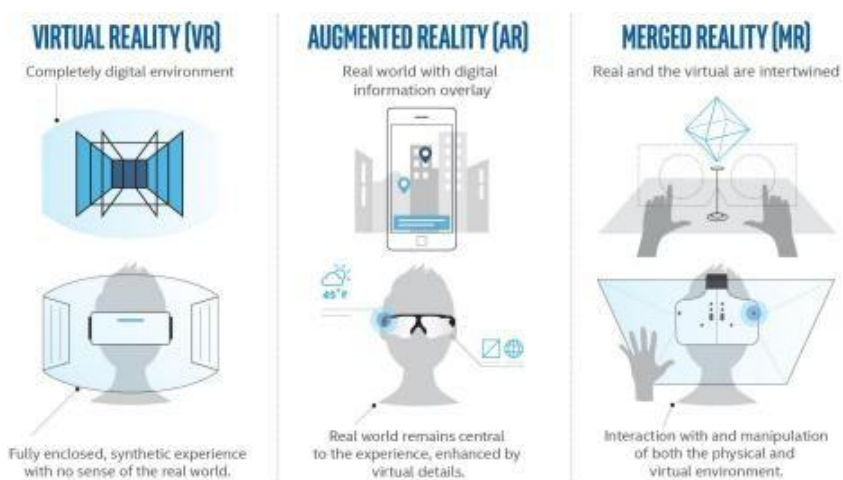 VIRTUAL REALITY (VR)
Completely digital environment
Fully enclosed, synthetic experience
with no sense of the real world.
AUGMENTED REALITY (AR)
Real world with digital
information overlay
45°F
Real world remains central
to the experience, enhanced by
virtual details.
MERGED REALITY (MR)
Real and the virtual are intertwined
Interaction with and manipulation
of both the physical and
virtual environment.